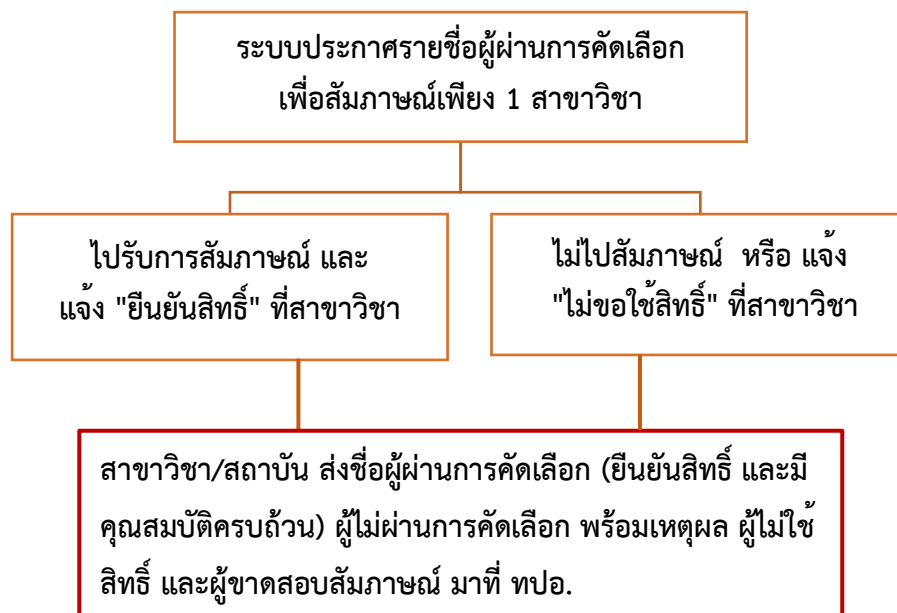 ระบบประกาศรายชื่อผู้ผ่านการคัดเลือก
เพื่อสัมภาษณ์เพียง 1 สาขาวิชา
ไปรับการสัมภาษณ์ และ
แจ้ง "ยืนยันสิทธิ์" ที่สาขาวิชา
ไม่ไปสัมภาษณ์ หรือ แจ้ง
"ไม่ขอใช้สิทธิ์" ที่สาขาวิชา
สาขาวิชา/สถาบัน ส่งชื่อผู้ผ่านการคัดเลือก (ยืนยันสิทธิ์ และมี
คุณสมบัติครบถ้วน) ผู้ไม่ผ่านการคัดเลือก พร้อมเหตุผล ผู้ไม่ใช้
สิทธิ์ และผู้ขาดสอบสัมภาษณ์ มาที่ ทปอ.